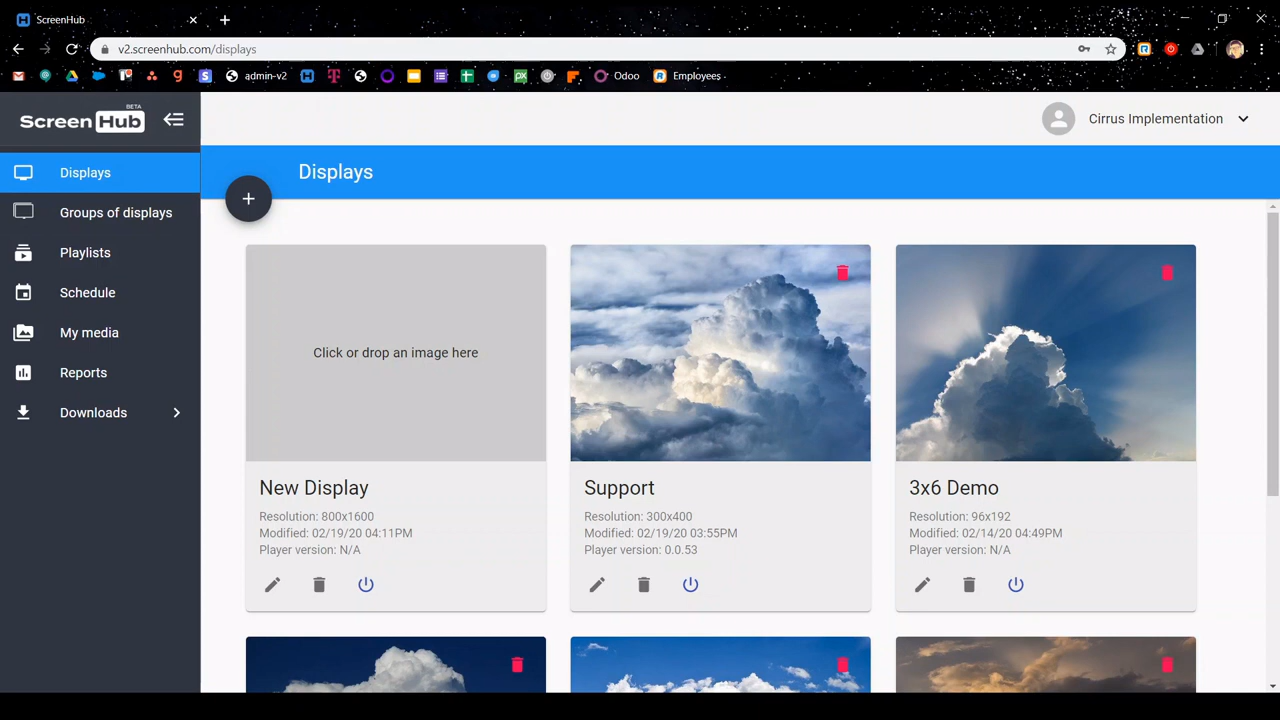 ScreenHub
v2.screenhub.com/displays
admin-v2
Odoo
Employees
BETA
Screen Hub
Cirrus Implementation
Displays
Groups of displays
Playlists
Schedule
My media
Reports
Downloads
Displays
Click or drop an image here
New Display
Resolution: 800x1600
Modified: 02/19/20 04:11PM
Player version: N/A
Support
Resolution: 300x400
Modified: 02/19/20 03:55PM
Player version: 0.0.53
3x6 Demo
Resolution: 96x192
Modified: 02/14/20 04:49PM
Player version: N/A